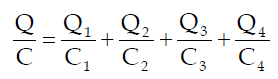 Q/C = Q₁/C₁ + Q₂/C₂ + Q₃/C₃ + Q₄/C₄